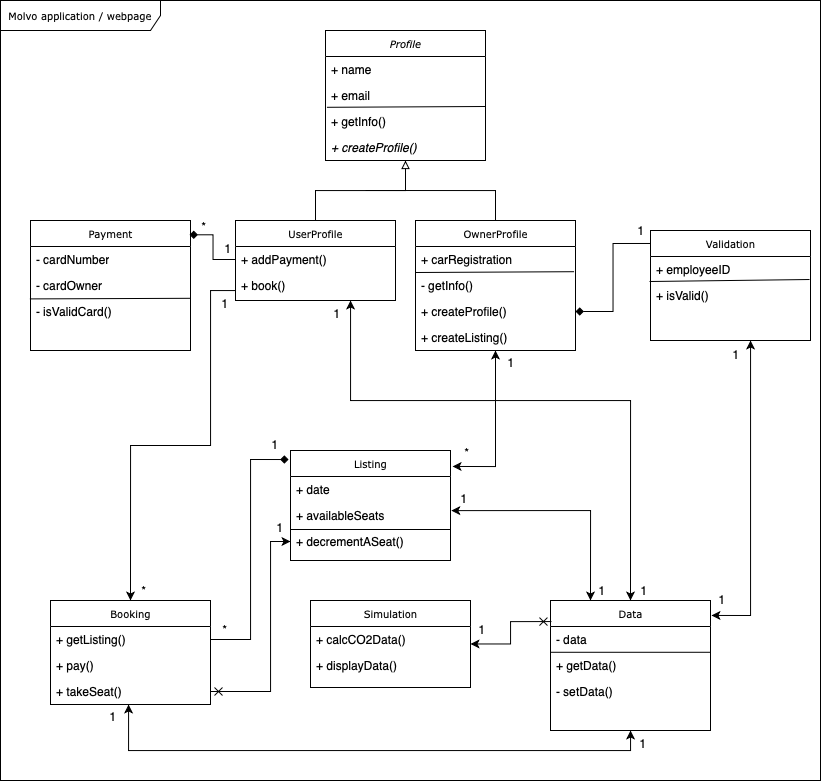 Molvo application / webpage
Profile
+ name
+ email
+ getInfo()
+ createProfile()
Payment
- cardNumber
- cardOwner
- isValidCard()
*
1
UserProfile
+ addPayment()
+ book()
1
1
OwnerProfile
+ carRegistration
- getInfo()
+ createProfile()
+ createListing()
1
1
Validation
+ employeeID
+ isValid()
1
1
Listing
+ date
+ availableSeats
+ decrementASeat()
*
1
1
*
Booking
+ getListing()
+ pay()
+ takeSeat()
*
1
Simulation
+ calcCO2Data()
+ displayData()
1
1
1
1
Data
- data
+ getData()
- setData()
1